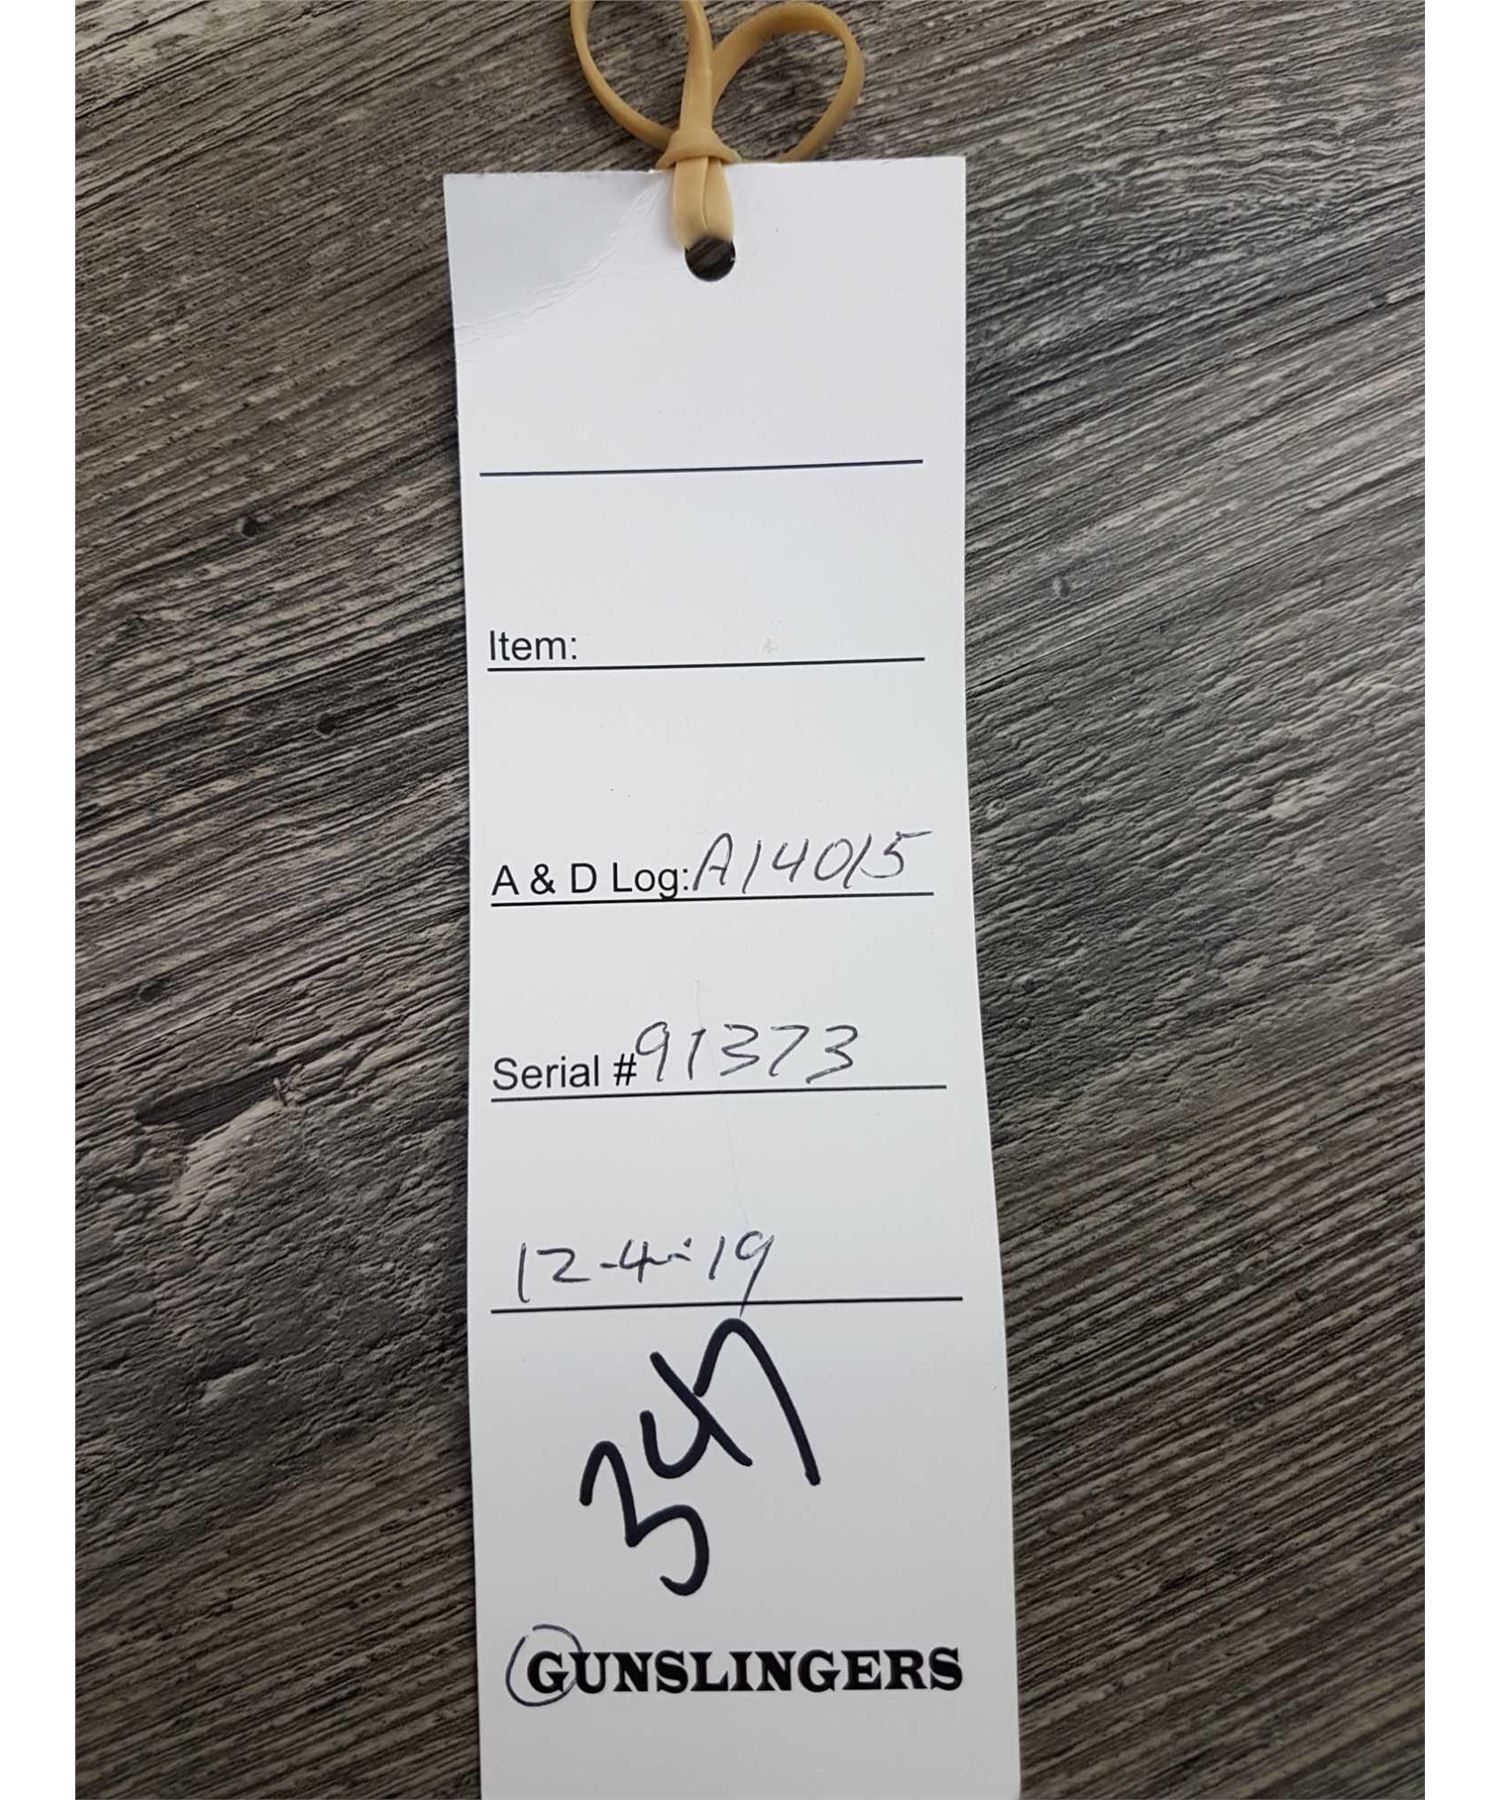 Item:
A & D Log: A14015
Serial # 91373
12-4-19
347
GUNSLINGERS